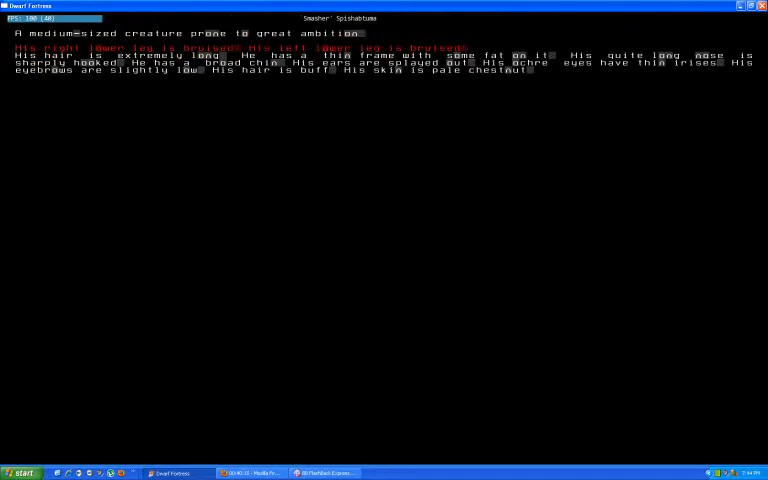 Dwarf Fortress
FPS: 100 (40)
'Smasher' Spishabtuma
A medium-sized creature prone to great ambition.
His right lower leg is bruised. His left lower leg is bruised.
His hair is extremely long. He has a thin frame with some fat on it. His quite long nose is
sharply hooked. He has a broad chin. His ears are splayed out. His ochre eyes have thin irises. His
eyebrows are slightly low. His hair is buff. His skin is pale chestnut.
start
Dwarf Fortress
00:40:15 - Mozilla Fir...
BB FlashBack Express...
7:44 PM